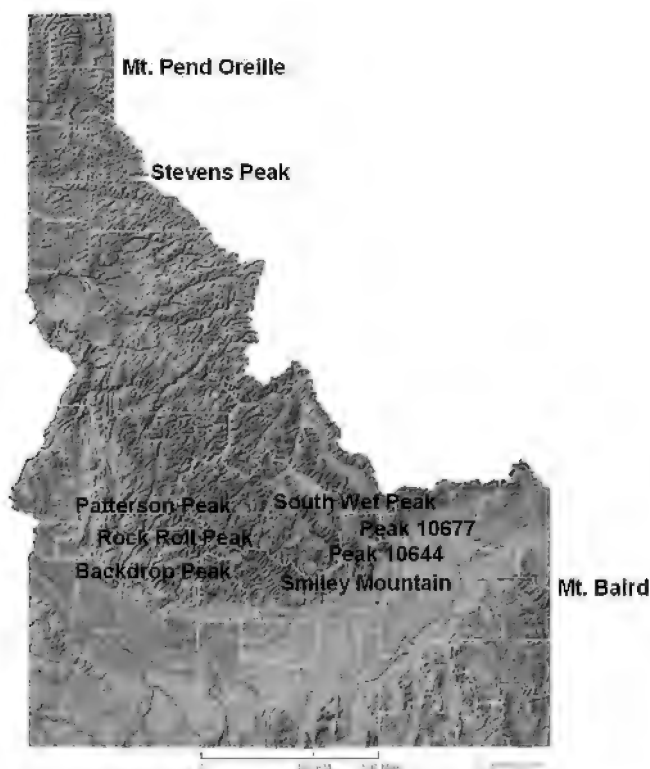 Mt. Pend Oreille
Stevens Peak
Patterson Peak
South Wet Peak
Peak 10677
Rock Roll Peak
Peak 10644
Backdrop Peak
Smiley Mountain
Mt. Baird